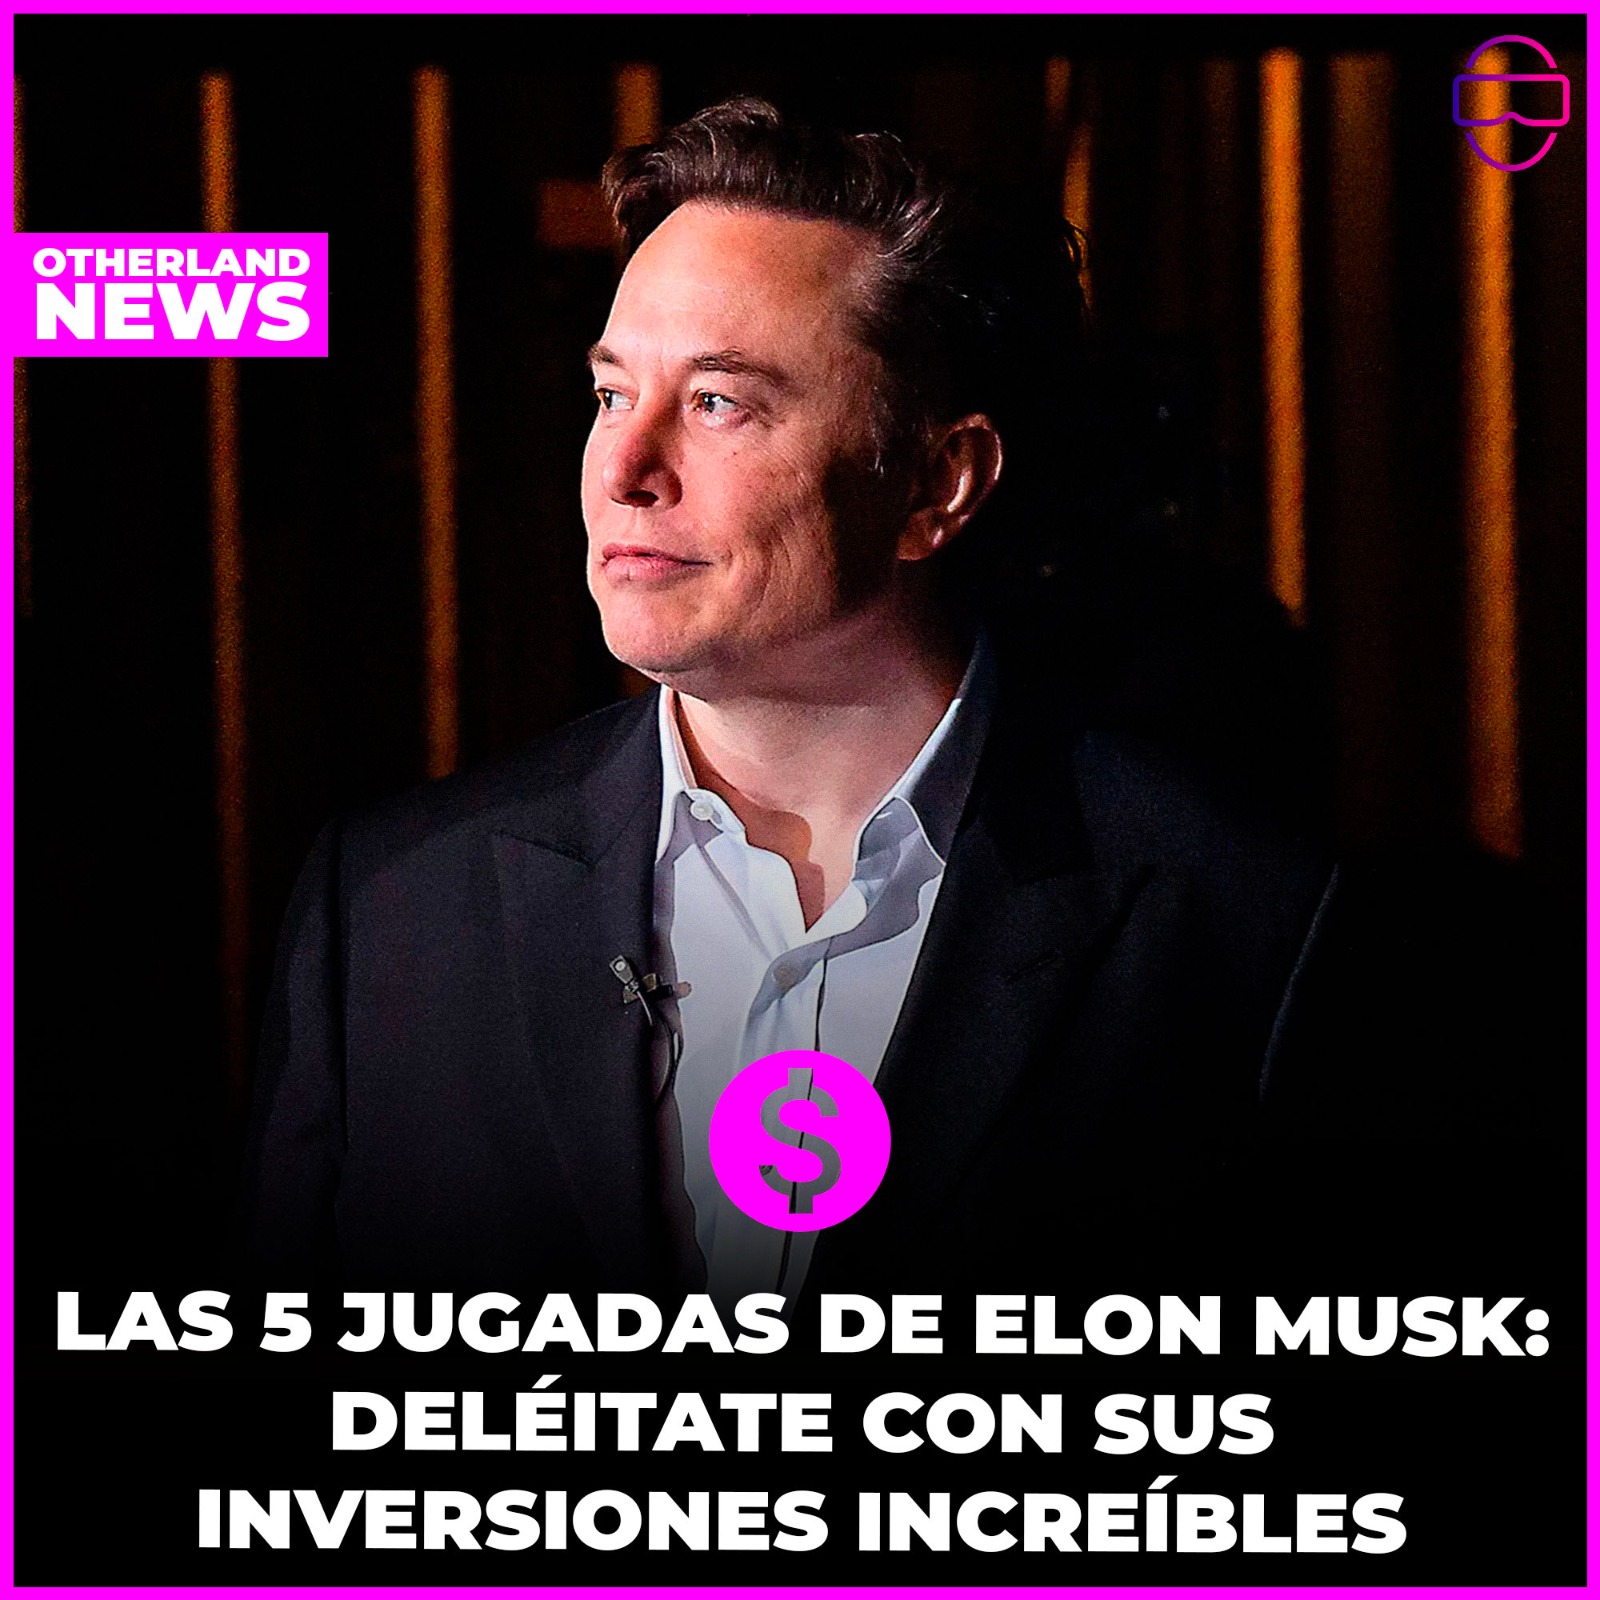 OTHERLAND
NEWS
$
LAS 5 JUGADAS DE ELON MUSK:
DELÉITATE CON SUS
INVERSIONES INCREÍBLES